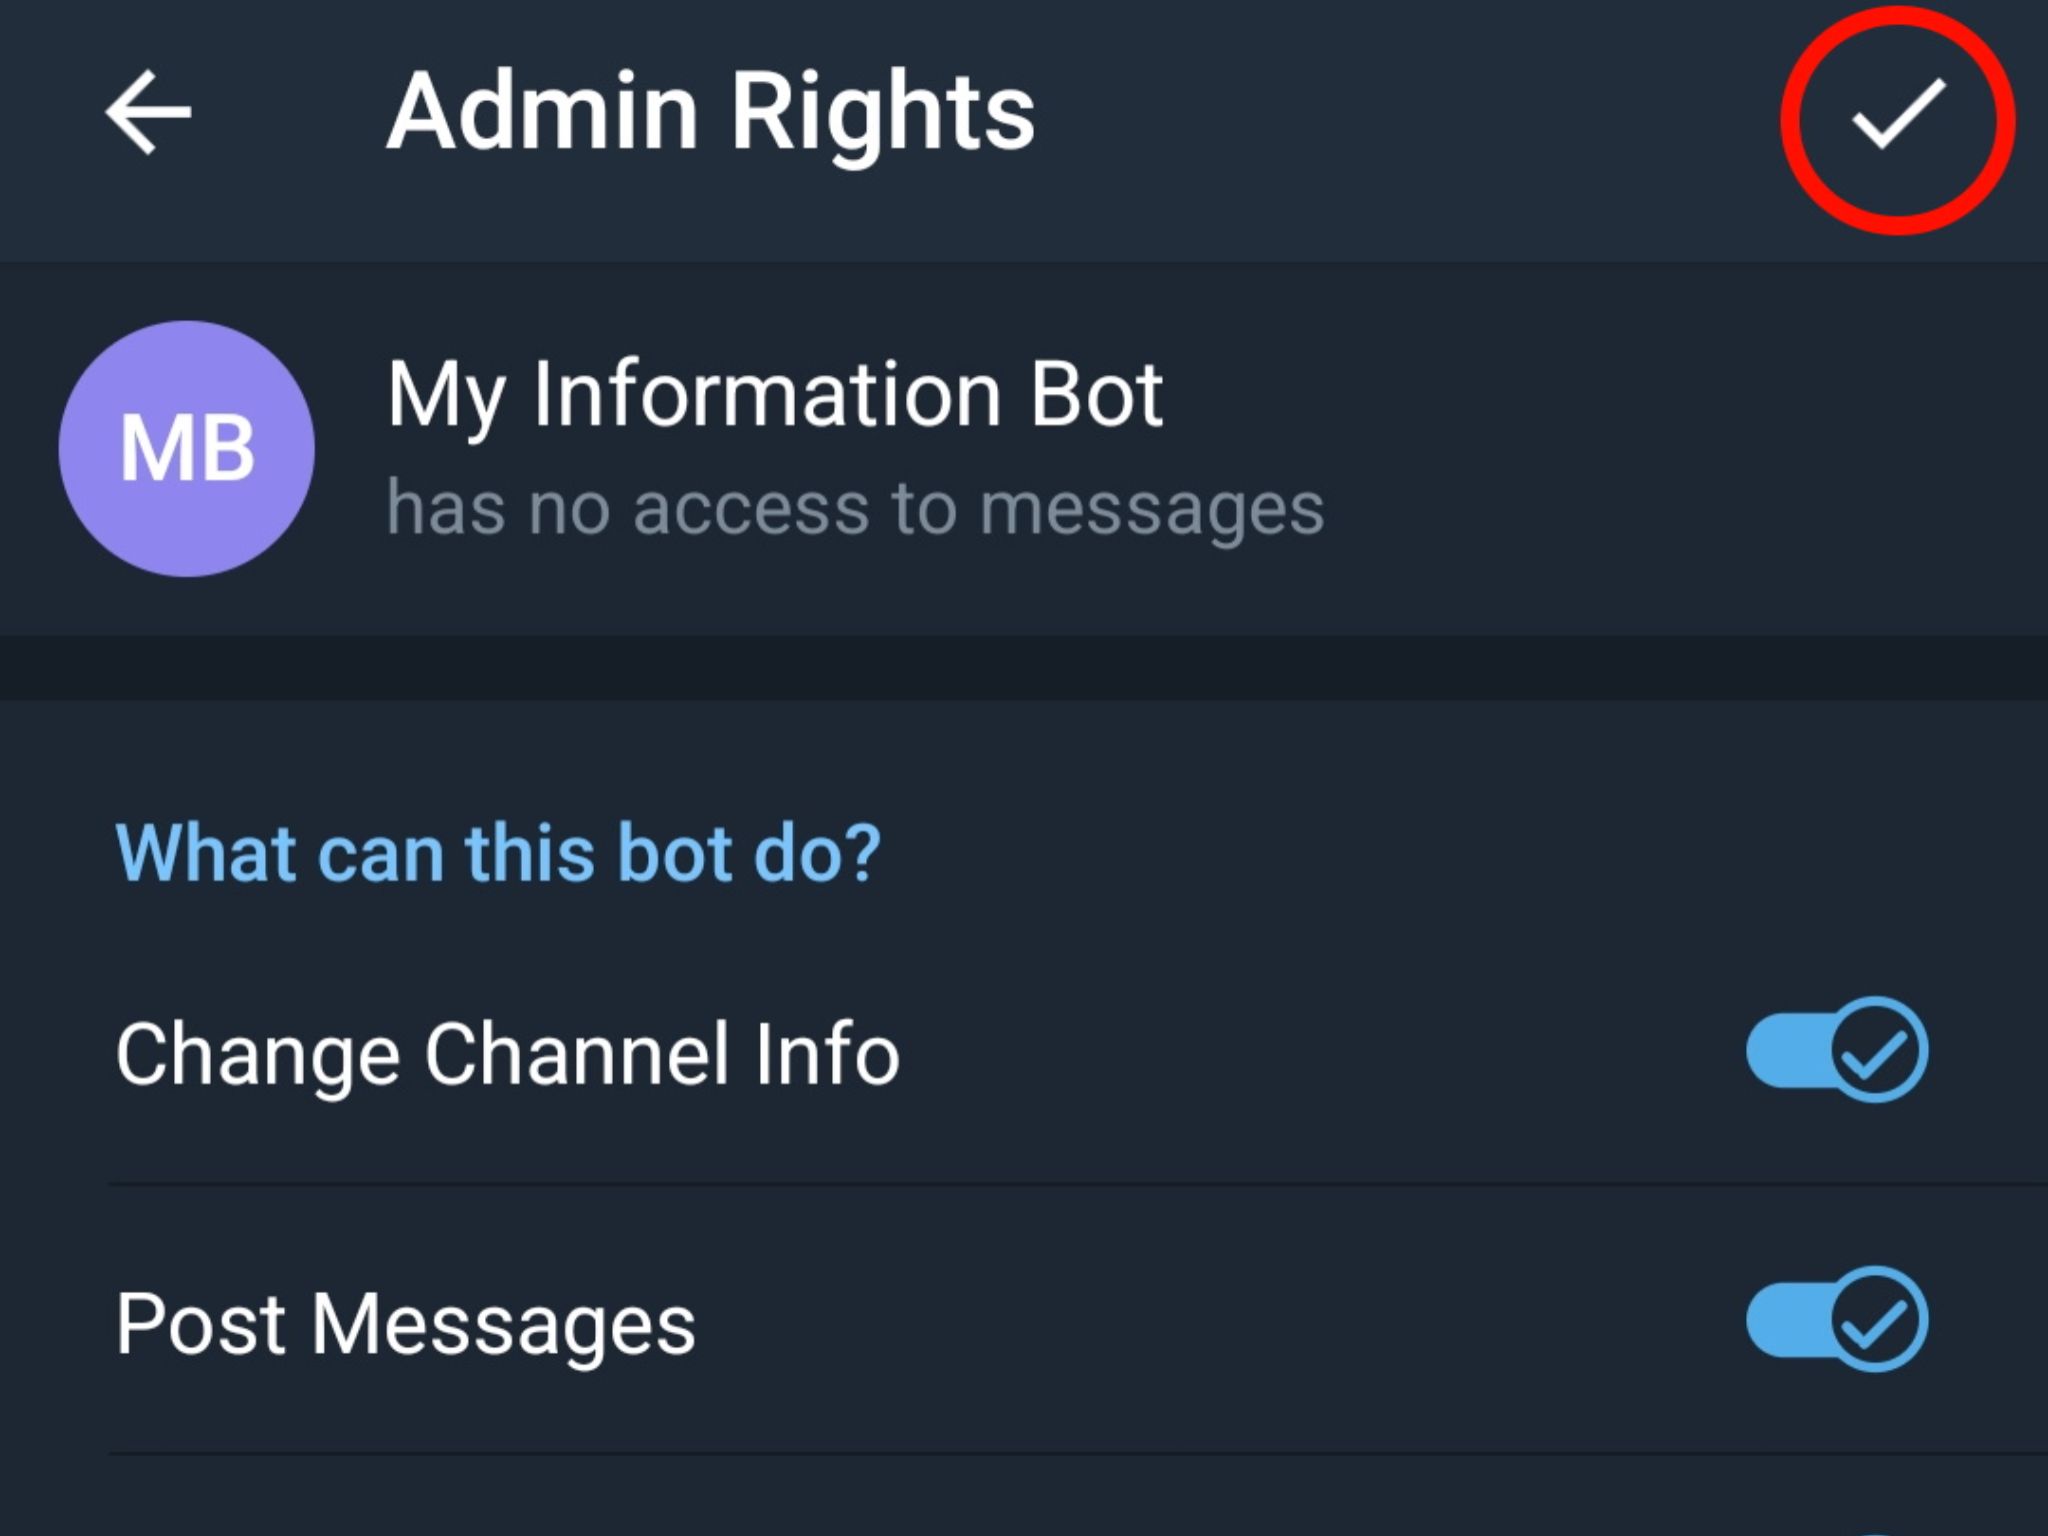 Admin Rights
MB
My Information Bot
has no access to messages
What can this bot do?
Change Channel Info
Post Messages